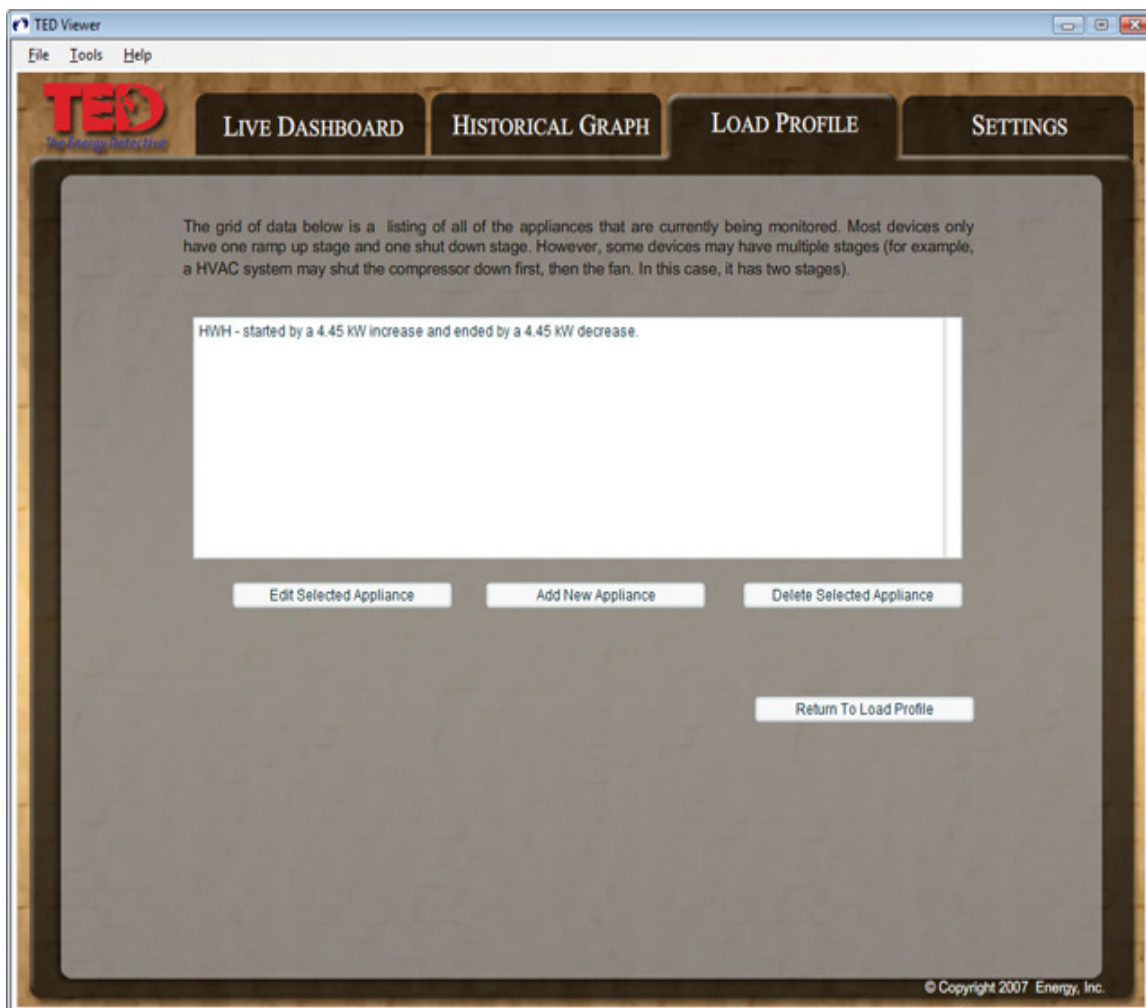 TED Viewer
File Tools Help
TED
The Energy Detective
LIVE DASHBOARD
HISTORICAL GRAPH
LOAD PROFILE
SETTINGS
The grid of data below is a listing of all of the appliances that are currently being monitored. Most devices only
have one ramp up stage and one shut down stage. However, some devices may have multiple stages (for example,
a HVAC system may shut the compressor down first, then the fan. In this case, it has two stages).
HWH - started by a 4.45 kW increase and ended by a 4.45 kW decrease.
Edit Selected Appliance
Add New Appliance
Delete Selected Appliance
Return To Load Profile
© Copyright 2007 Energy, Inc.